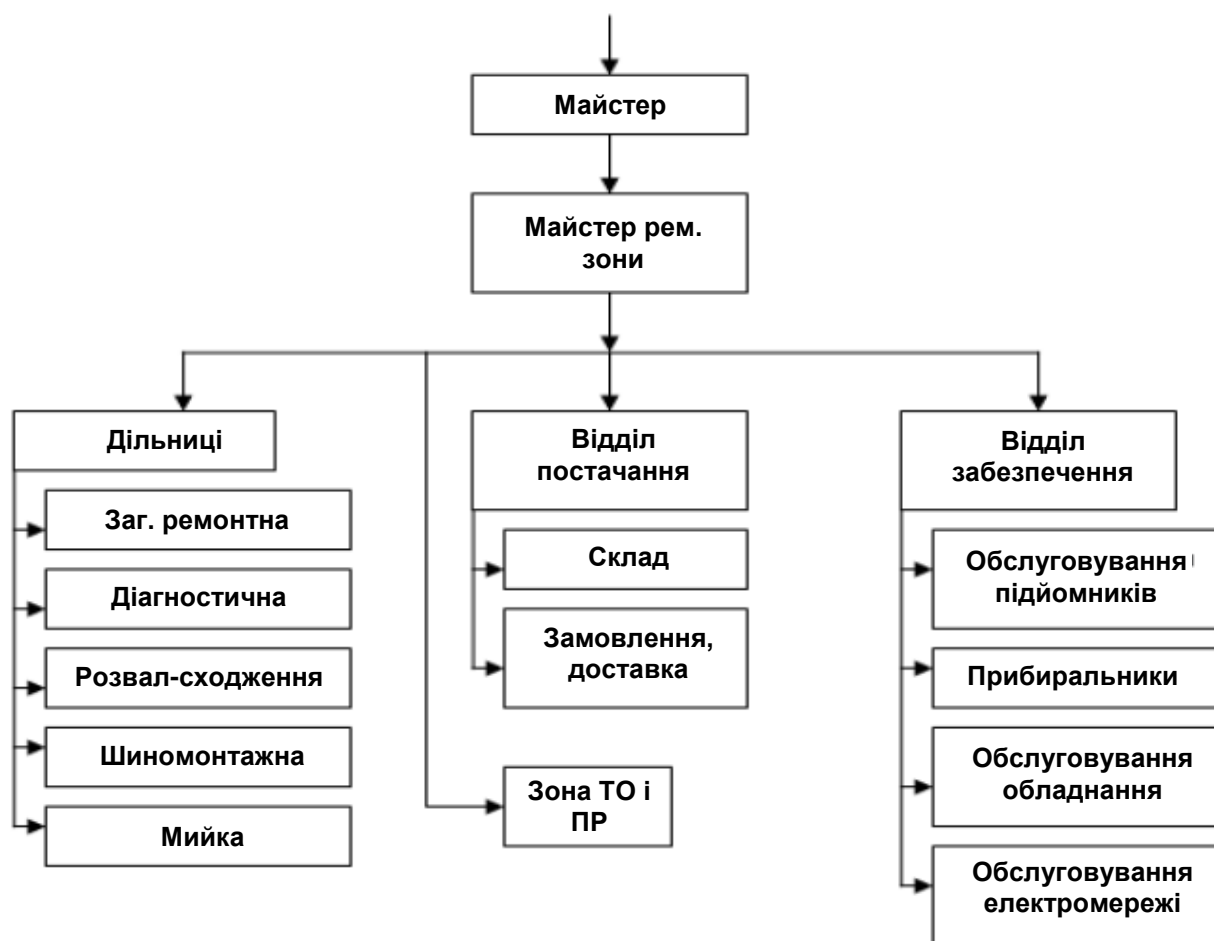 Майстер
Майстер рем.
зони
Дільниці
Заг. ремонтна
Діагностична
Розвал-сходження
Шиномонтажна
Мийка
Відділ
постачання
Склад
Замовлення,
доставка
Зона ТО і
ПР
Відділ
забезпечення
Обслуговування
підйомників
Прибиральники
Обслуговування
обладнання
Обслуговування
електромережі